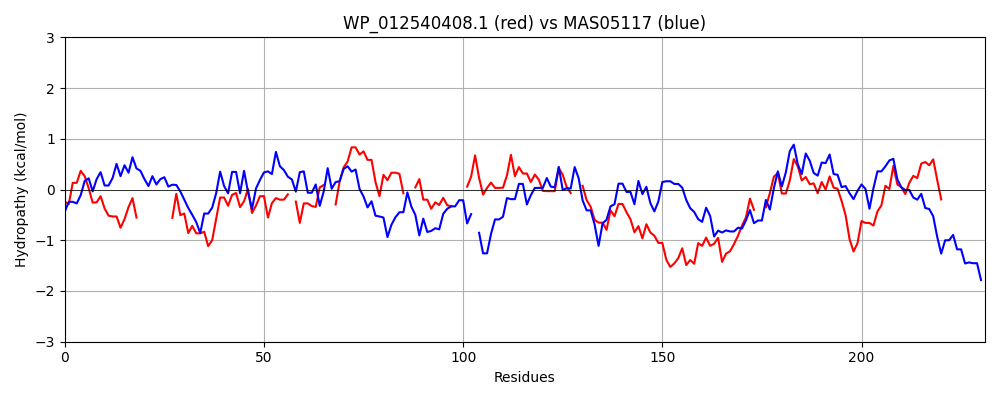 WP_012540408.1 (red) vs MAS05117 (blue)
Hydropathy (kcal/mol)
3
2
1
0
−1
−2
−3
0 50 100 150 200
Residues